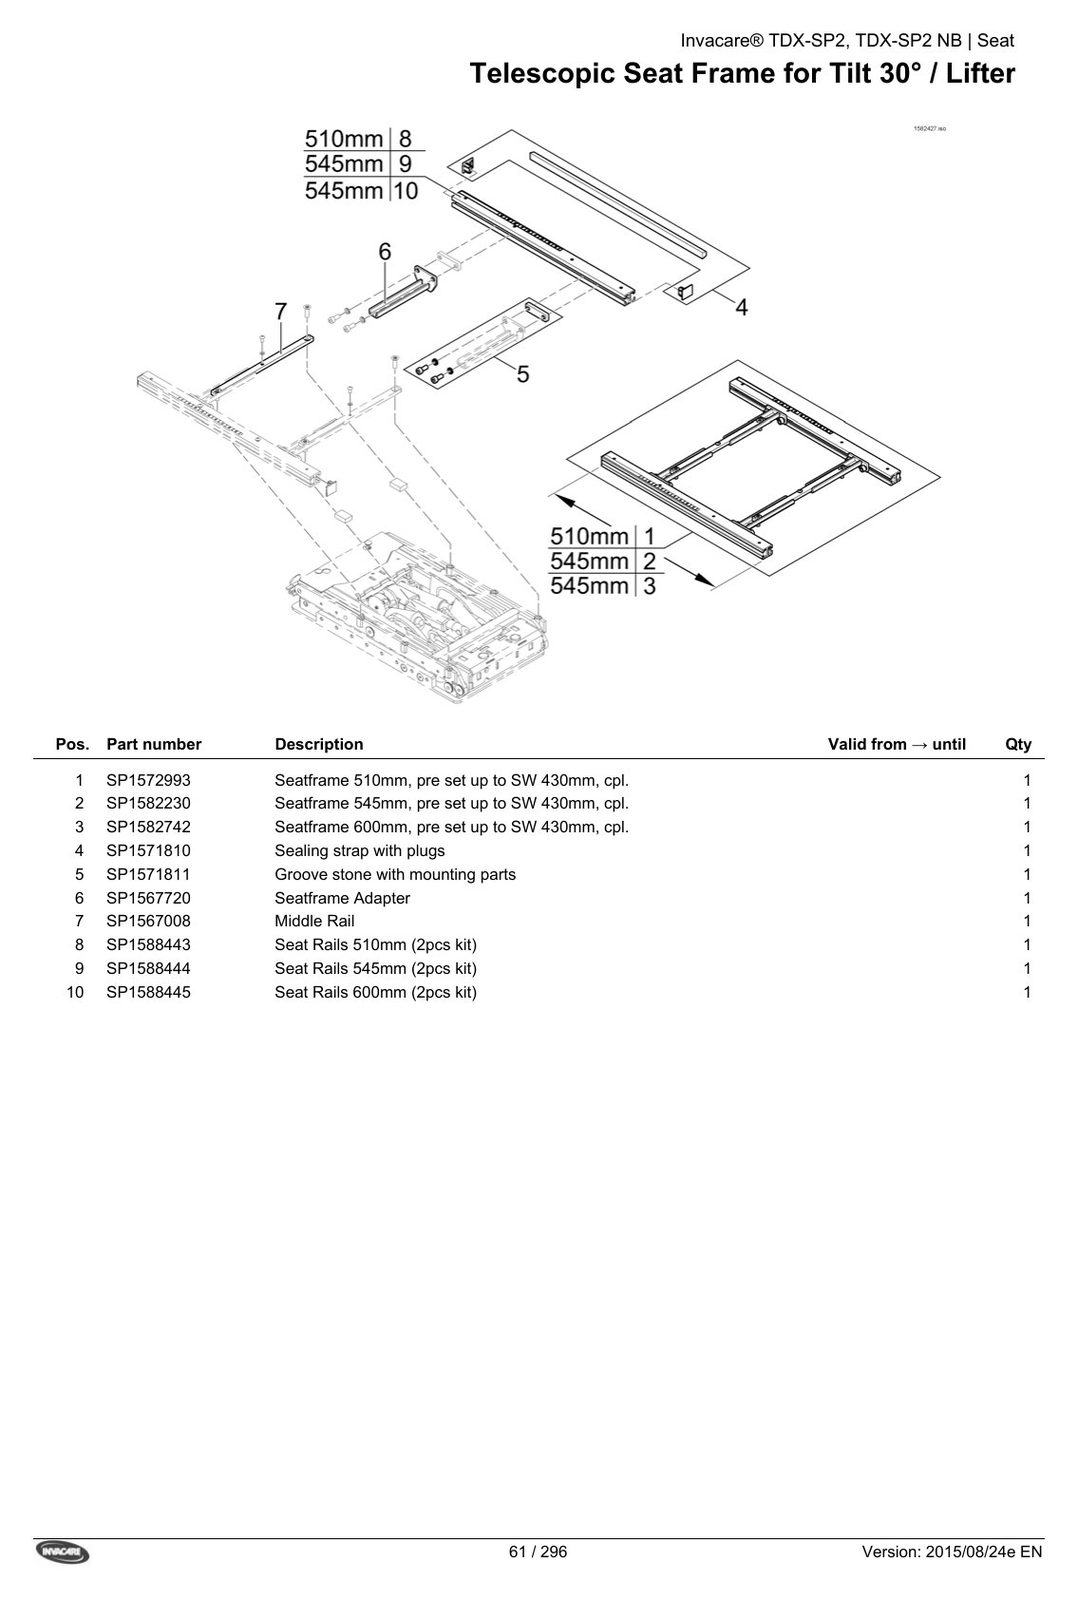 Invacare® TDX-SP2, TDX-SP2 NB | Seat
Telescopic Seat Frame for Tilt 30° / Lifter
1582427.iso
510mm 8
545mm 9
545mm 10
6
7
4
5
510mm 1
545mm 2
545mm 3
Pos. Part number Description Valid from → until Qty
1 SP1572993 Seatframe 510mm, pre set up to SW 430mm, cpl. 1
2 SP1582230 Seatframe 545mm, pre set up to SW 430mm, cpl. 1
3 SP1582742 Seatframe 600mm, pre set up to SW 430mm, cpl. 1
4 SP1571810 Sealing strap with plugs 1
5 SP1571811 Groove stone with mounting parts 1
6 SP1567720 Seatframe Adapter 1
7 SP1567008 Middle Rail 1
8 SP1588443 Seat Rails 510mm (2pcs kit) 1
9 SP1588444 Seat Rails 545mm (2pcs kit) 1
10 SP1588445 Seat Rails 600mm (2pcs kit) 1
INVACARE 61 / 296 Version: 2015/08/24e EN